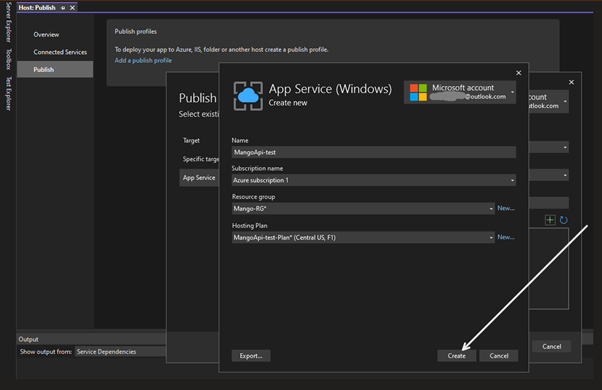 Server Explorer
Toolbox
Test Explorer
Host: Publish
Overview
Connected Services
Publish
Publish profiles
To deploy your app to Azure, IIS, folder or another host create a publish profile.
Add a publish profile
Publish
Select existi
Target
Specific targe
App Service
ount
look.com
Cancel
App Service (Windows)
Create new
Microsoft account
@outlook.com
Name
MangoApi-test
Subscription name
Azure subscription 1
Resource group
Mango-RG*
New...
Hosting Plan
MangoApi-test-Plan* (Central US, F1)
New...
Export...
Create
Cancel
Output
Show output from:
Service Dependencies